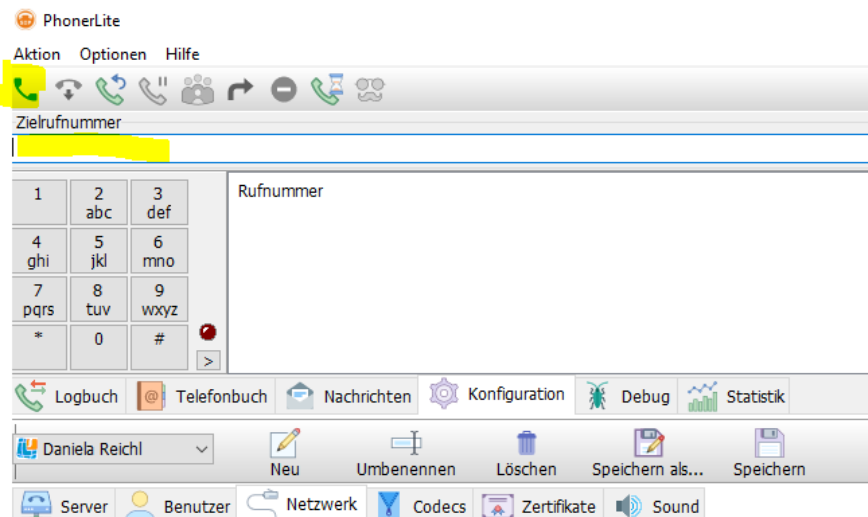 PhonerLite
Aktion Optionen Hilfe
Zielrufnummer
1 2 3
abc def
Rufnummer
4 5 6
ghi jkl mno
7 8 9
pqrs tuv wxyz
* 0 #
>
Logbuch @ Telefonbuch Nachrichten Konfiguration Debug Statistik
Daniela Reichl
Neu Umbenennen Löschen Speichern als... Speichern
Server Benutzer Netzwerk Codecs Zertifikate Sound